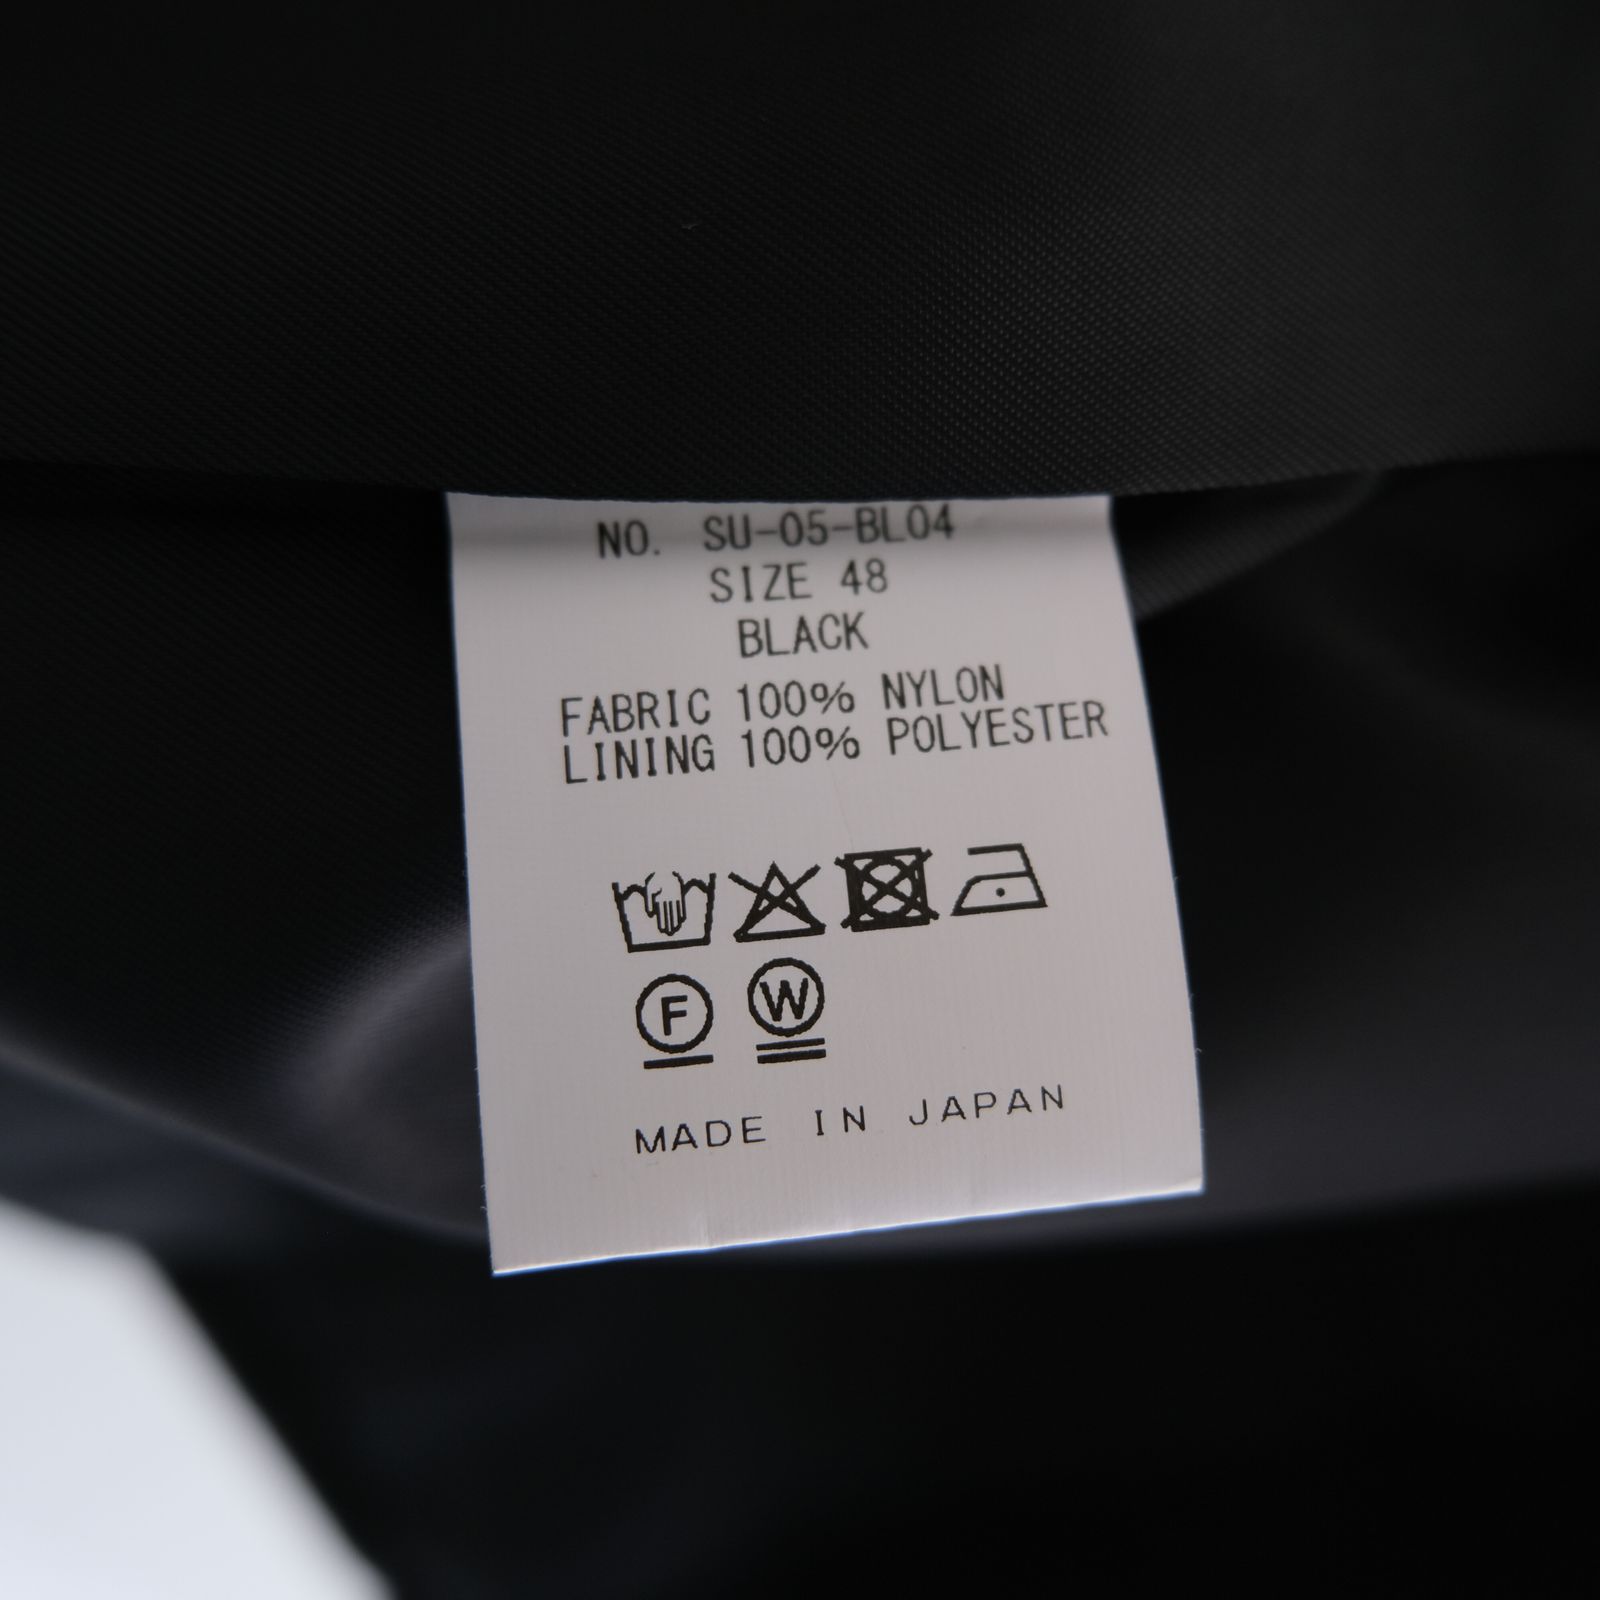 NO. SU-05-BL04
SIZE 48
BLACK
FABRIC 100% NYLON
LINING 100% POLYESTER
F W
MADE IN JAPAN